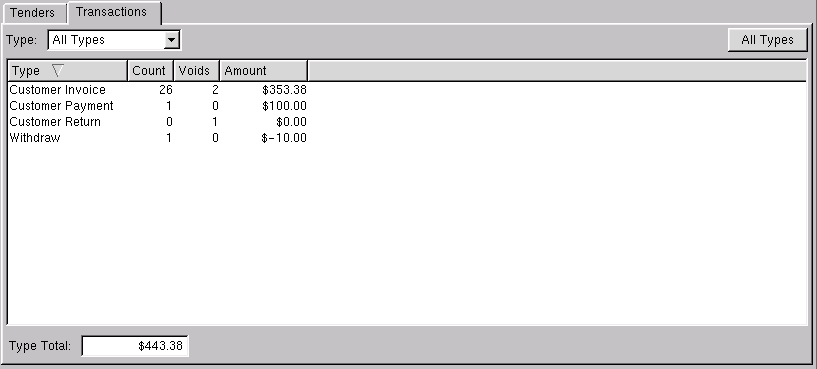 Tenders Transactions
Type: All Types All Types
Type Count Voids Amount
Customer Invoice 26 2 $353.38
Customer Payment 1 0 $100.00
Customer Return 0 1 $0.00
Withdraw 1 0 $-10.00
Type Total: $443.38